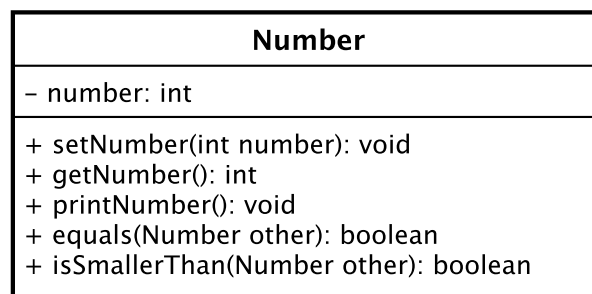 Number
– number: int
+ setNumber(int number): void
+ getNumber(): int
+ printNumber(): void
+ equals(Number other): boolean
+ isSmallerThan(Number other): boolean